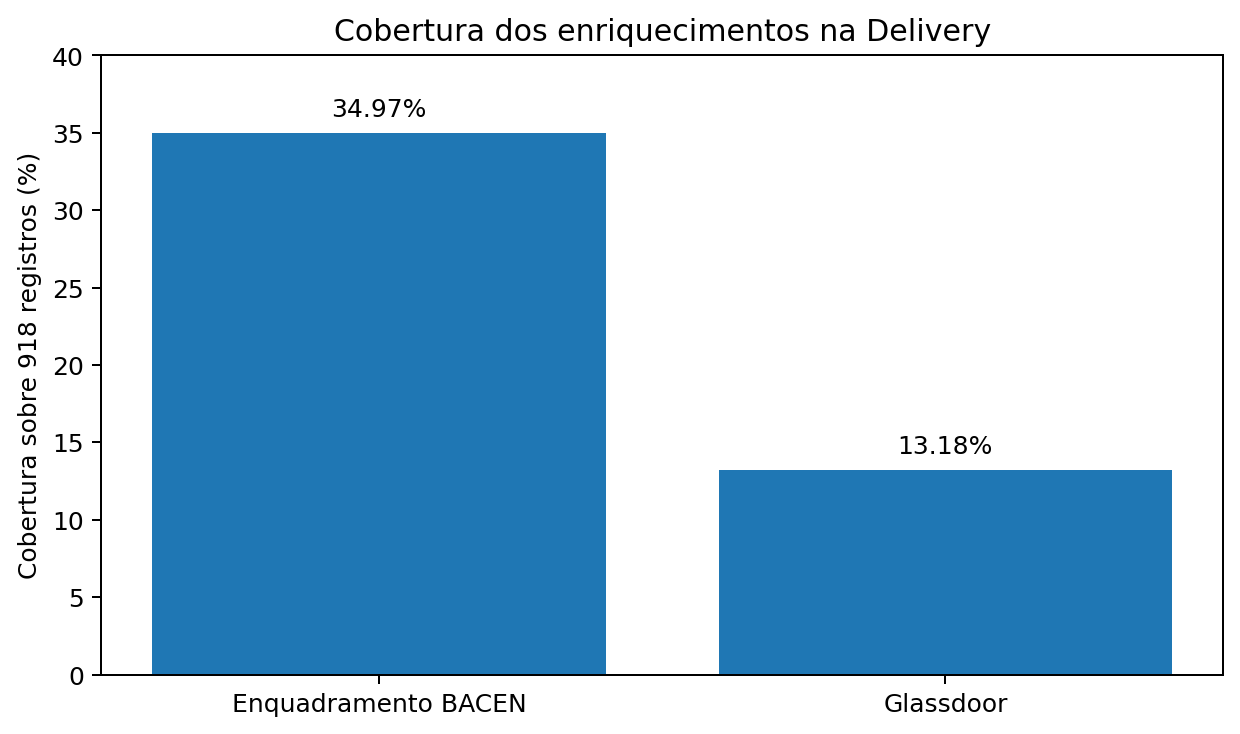 Cobertura dos enriquecimentos na Delivery
Cobertura sobre 918 registros (%)
40
35
30
25
20
15
10
5
0
34.97%
13.18%
Enquadramento BACEN
Glassdoor